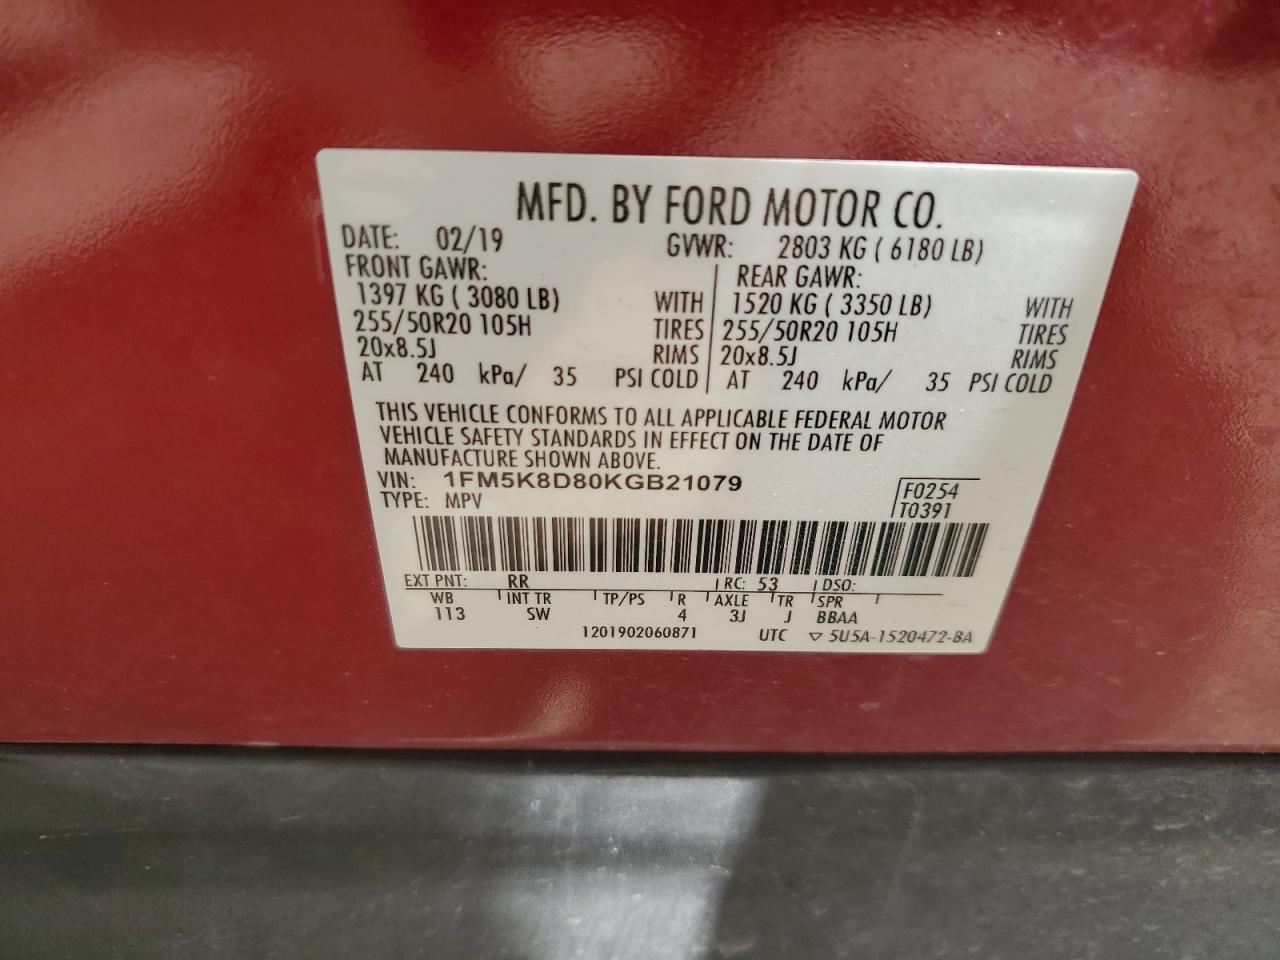 MFD. BY FORD MOTOR CO.
DATE: 02/19 GVWR: 2803 KG ( 6180 LB)
FRONT GAWR: REAR GAWR:
1397 KG ( 3080 LB) WITH 1520 KG ( 3350 LB) WITH
255/50R20 105H TIRES 255/50R20 105H TIRES
20x8.5J RIMS 20x8.5J RIMS
AT 240 kPa/ 35 PSI COLD AT 240 kPa/ 35 PSI COLD
THIS VEHICLE CONFORMS TO ALL APPLICABLE FEDERAL MOTOR
VEHICLE SAFETY STANDARDS IN EFFECT ON THE DATE OF
MANUFACTURE SHOWN ABOVE.
VIN: 1FM5K8D80KGB21079 F0254
TYPE: MPV T0391
EXT PNT: RR RC: 53 DSO:
WB INT TR TP/PS R AXLE TR SPR
113 SW 4 3J J BBAA
1201902060871 UTC ▽ 5U5A-1520472-BA